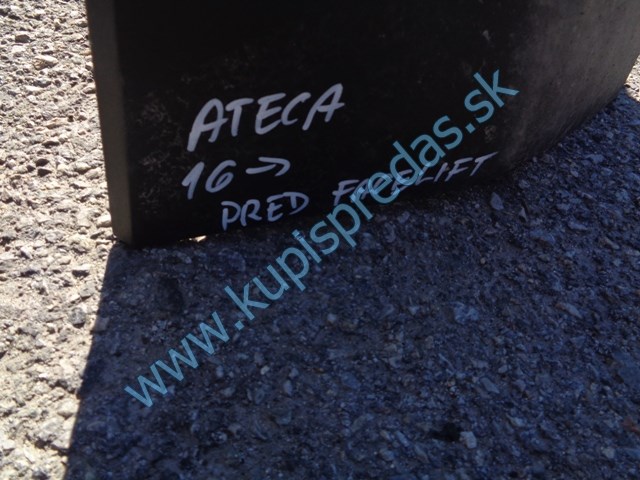 ATECA
16->
PRED FACELIFT
www.kupispredas.sk